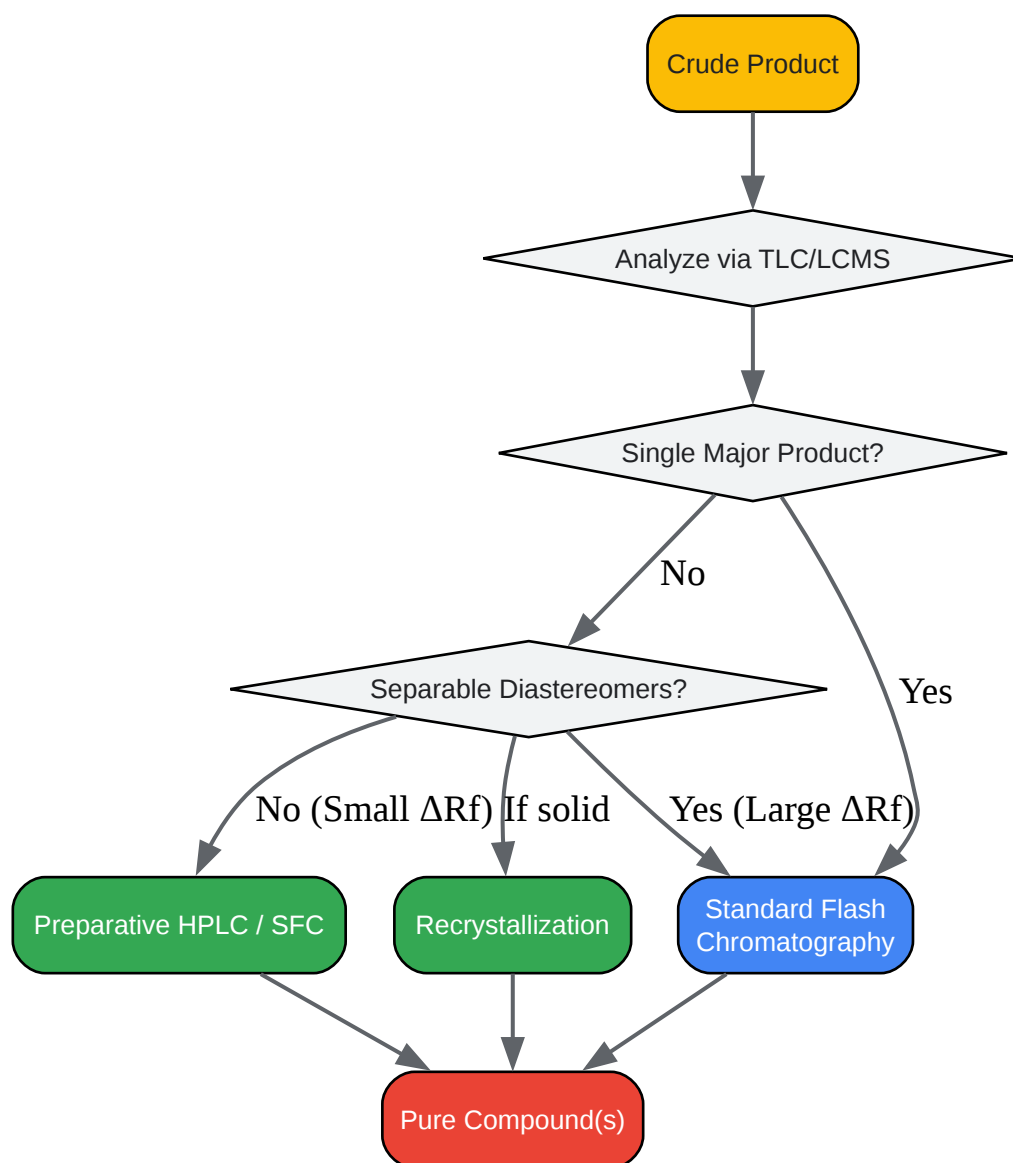 Crude Product
Analyze via TLC/LCMS
Single Major Product?
No
Separable Diastereomers?
Yes
No (Small ΔRf)
If solid
Yes (Large ΔRf)
Preparative HPLC / SFC
Recrystallization
Standard Flash
Chromatography
Pure Compound(s)